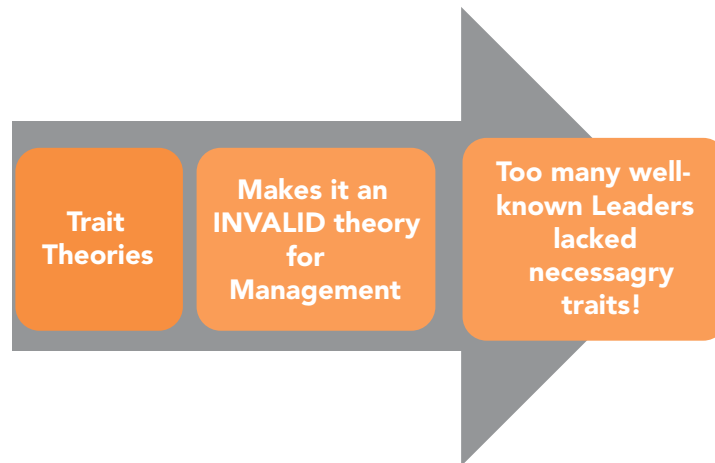 Trait
Theories
Makes it an
INVALID theory
for
Management
Too many well-
known Leaders
lacked
necessagry
traits!